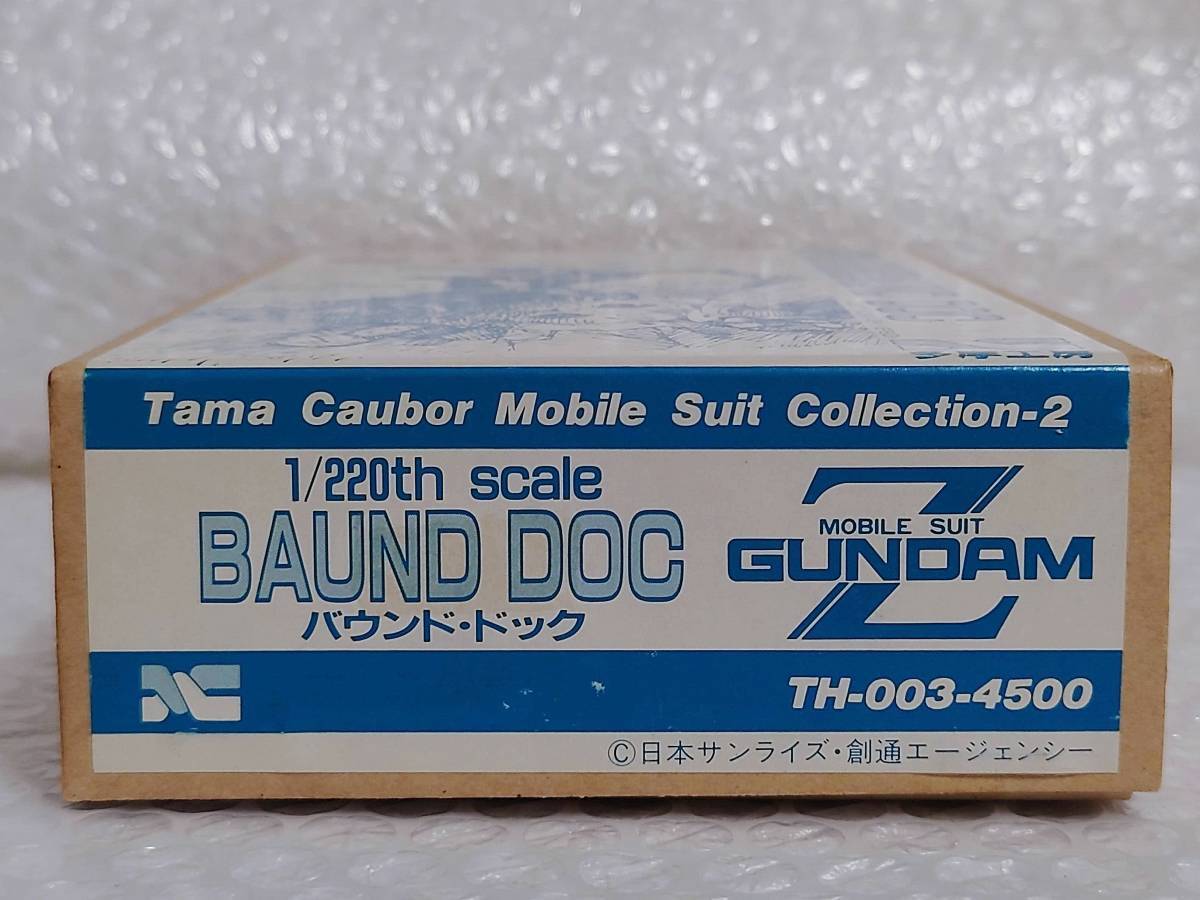 Tama Caubor Mobile Suit Collection-2
1/220th scale
BAUND DOC
バウンド・ドック
MOBILE SUIT
GUNDAM
Z
TH-003-4500
©日本サンライズ・創通エージェンシー